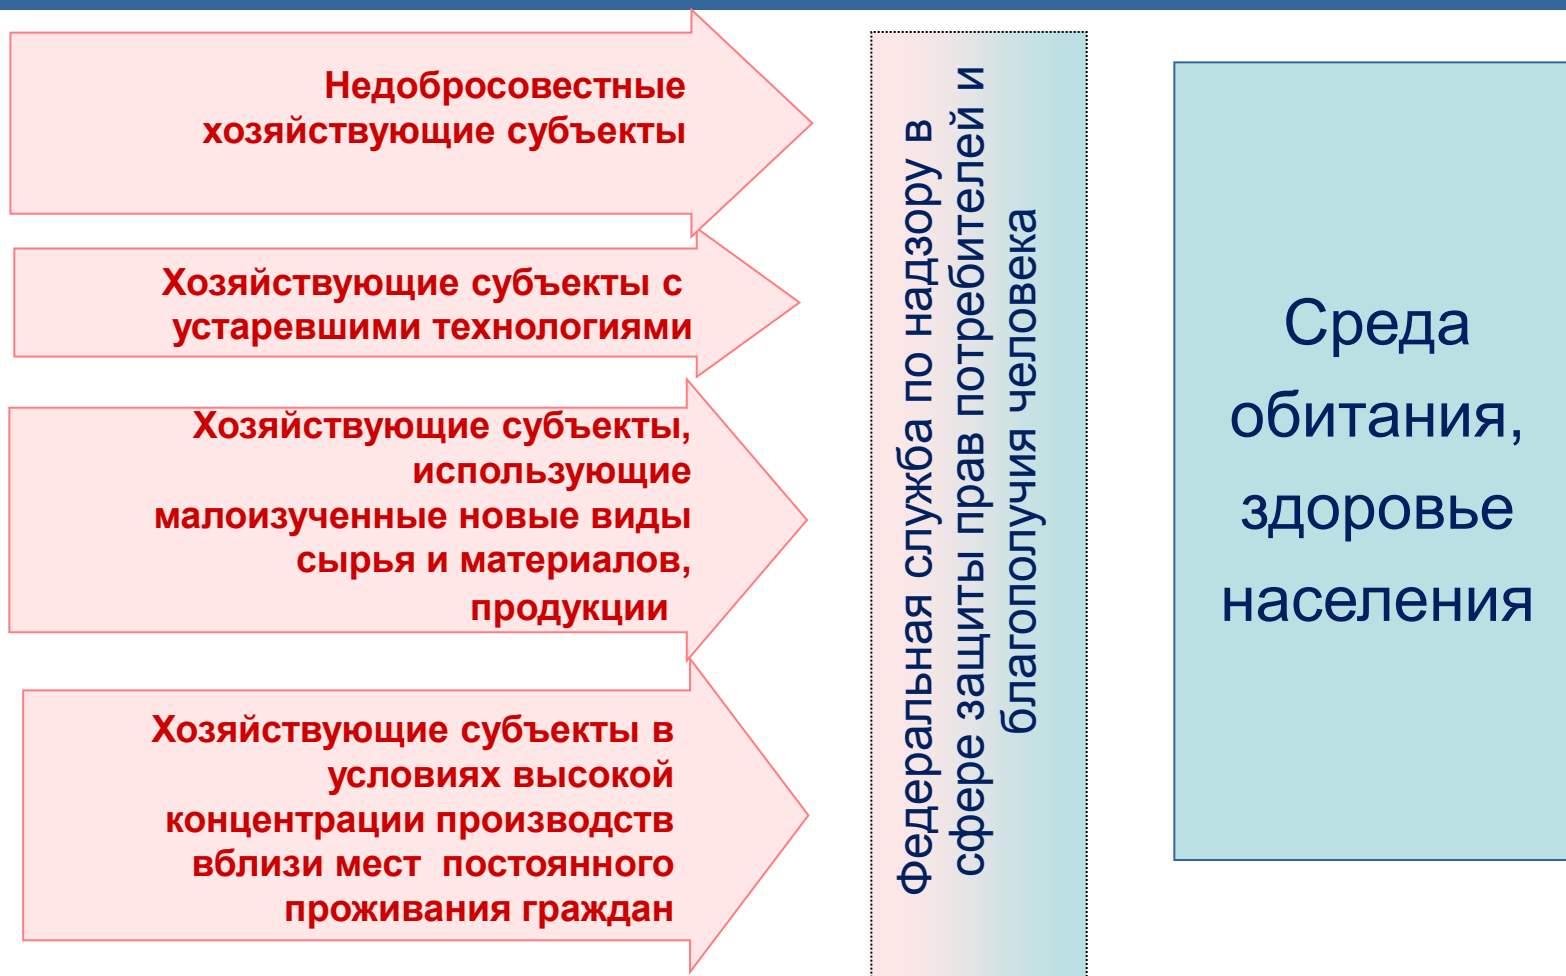 Недобросовестные
хозяйствующие субъекты
Хозяйствующие субъекты с
устаревшими технологиями
Хозяйствующие субъекты,
использующие
малоизученные новые виды
сырья и материалов,
продукции
Хозяйствующие субъекты в
условиях высокой
концентрации производств
вблизи мест постоянного
проживания граждан
Федеральная служба по надзору в
сфере защиты прав потребителей и
благополучия человека
Среда
обитания,
здоровье
населения